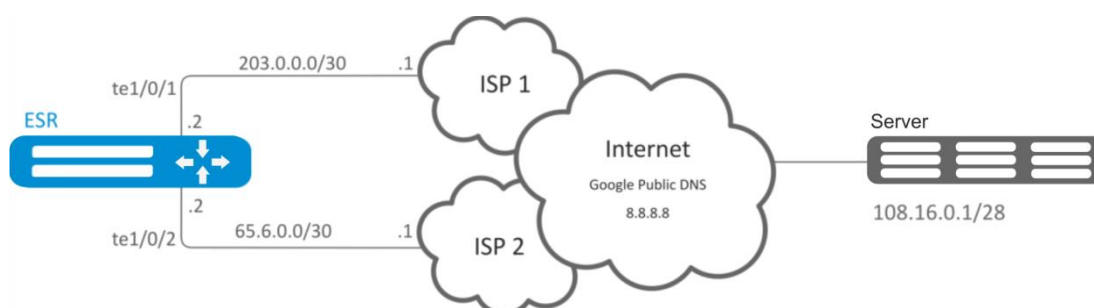 203.0.0.0/30
.1
ISP 1
te1/0/1
ESR
.2
Server
Internet
Google Public DNS
8.8.8.8
.2
108.16.0.1/28
te1/0/2
65.6.0.0/30
.1
ISP 2